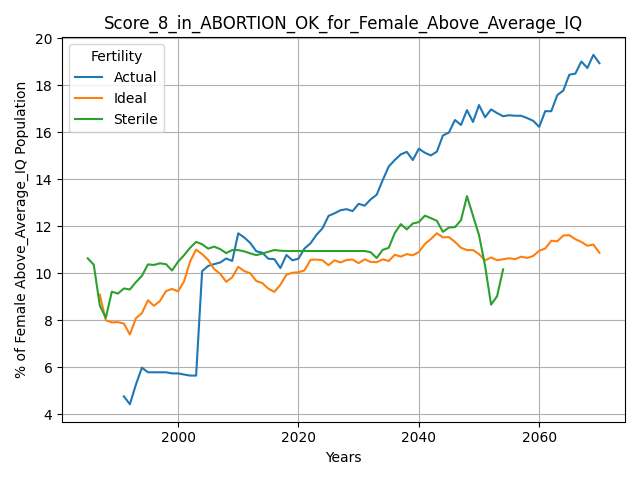 Score_8_in_ABORTION_OK_for_Female_Above_Average_IQ
% of Female Above_Average_IQ Population
20
18
16
14
12
10
8
6
4
Fertility
Actual
Ideal
Sterile
2000
2020
2040
2060
Years